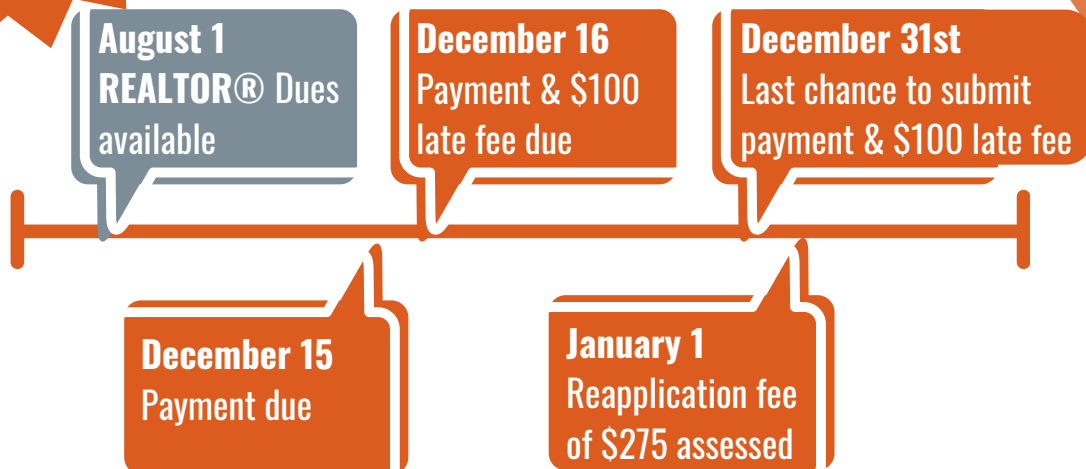 August 1
REALTOR® Dues
available
December 15
Payment due
December 16
Payment & $100
late fee due
December 31st
Last chance to submit
payment & $100 late fee
January 1
Reapplication fee
of $275 assessed